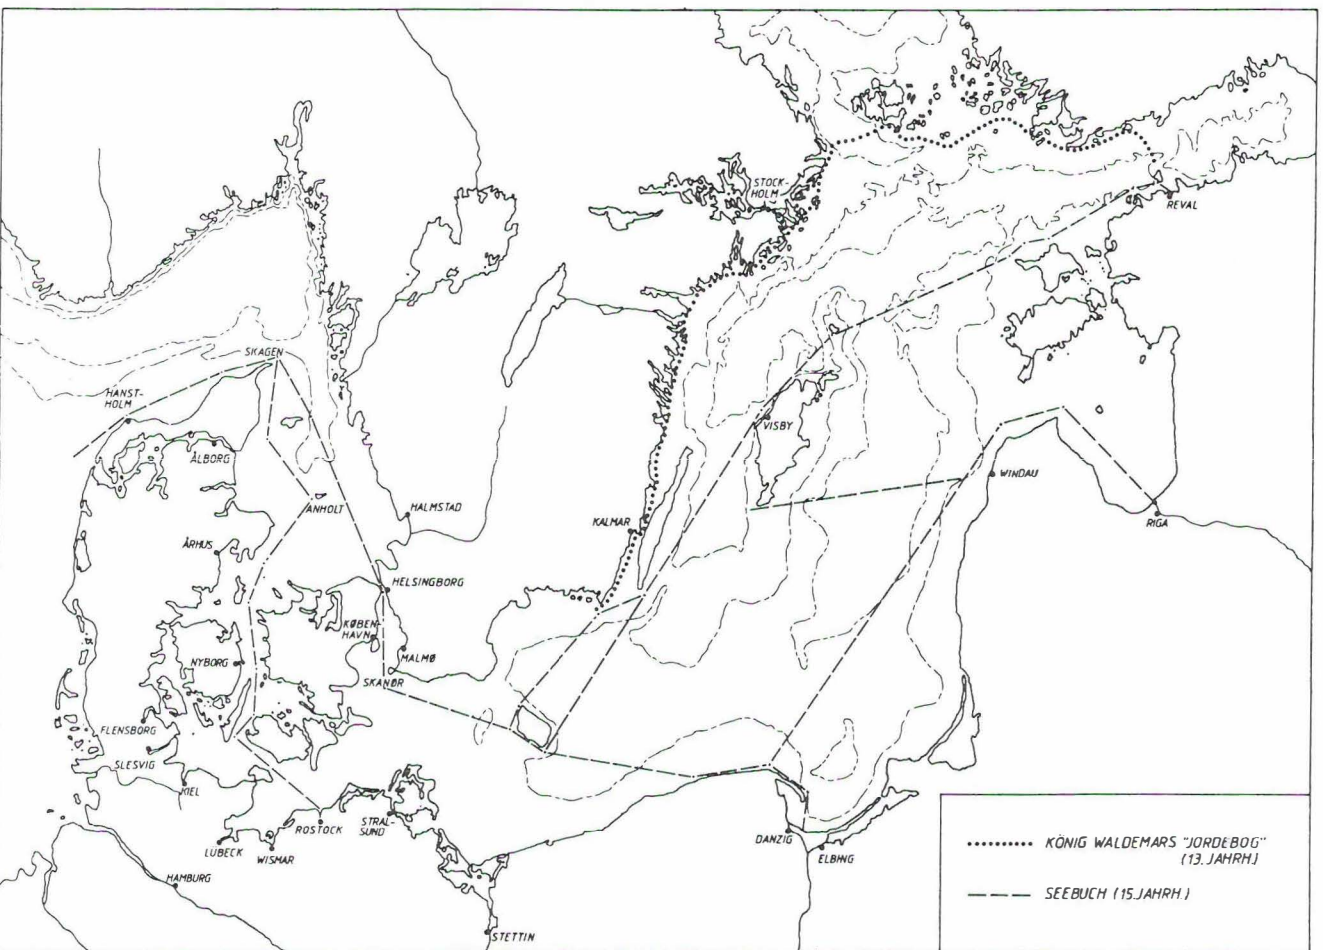 STOCK-
HOLM
REVAL
SKAGEN
HANST-
HOLM
VISBY
ÅLBORG
WINDAU
ANHOLT
HALMSTAD
KALMAR
RIGA
ÅRHUS
HELSINGBORG
KØBEN-
HAVN
MALMØ
NYBORG
SKANØR
FLENSBORG
SLESVIG
KIEL
ROSTOCK
STRAL-
SUND
DANZIG
LÜBECK
WISMAR
ELBING
HAMBURG
STETTIN
KÖNIG WALDEMARS "JORDEBOG"
(13. JAHRH.)
SEEBUCH (15.JAHRH.)